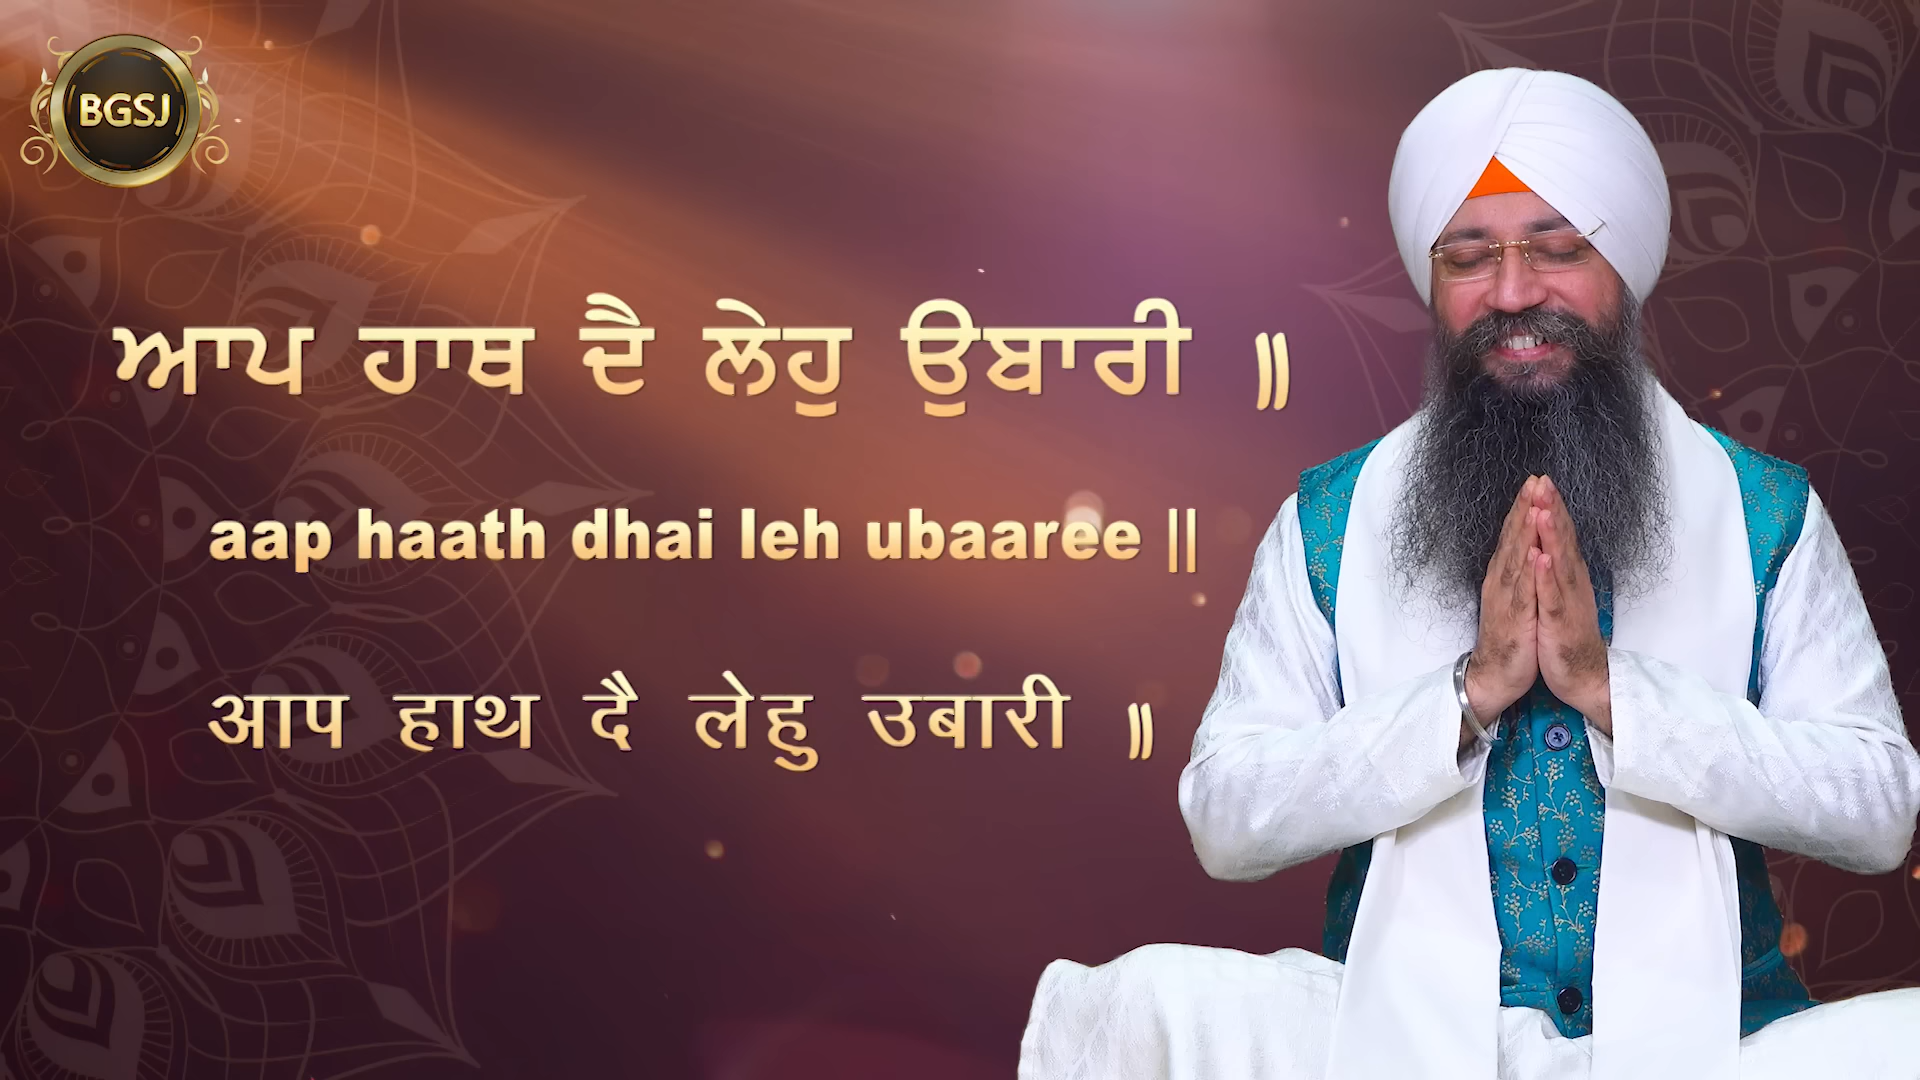 BGSJ
ਆਪ ਹਾਥ ਦੈ ਲੇਹੁ ਉਬਾਰੀ ॥
aap haath dhai leh ubaaree ||
आप हाथ दै लेहु उबारी ॥